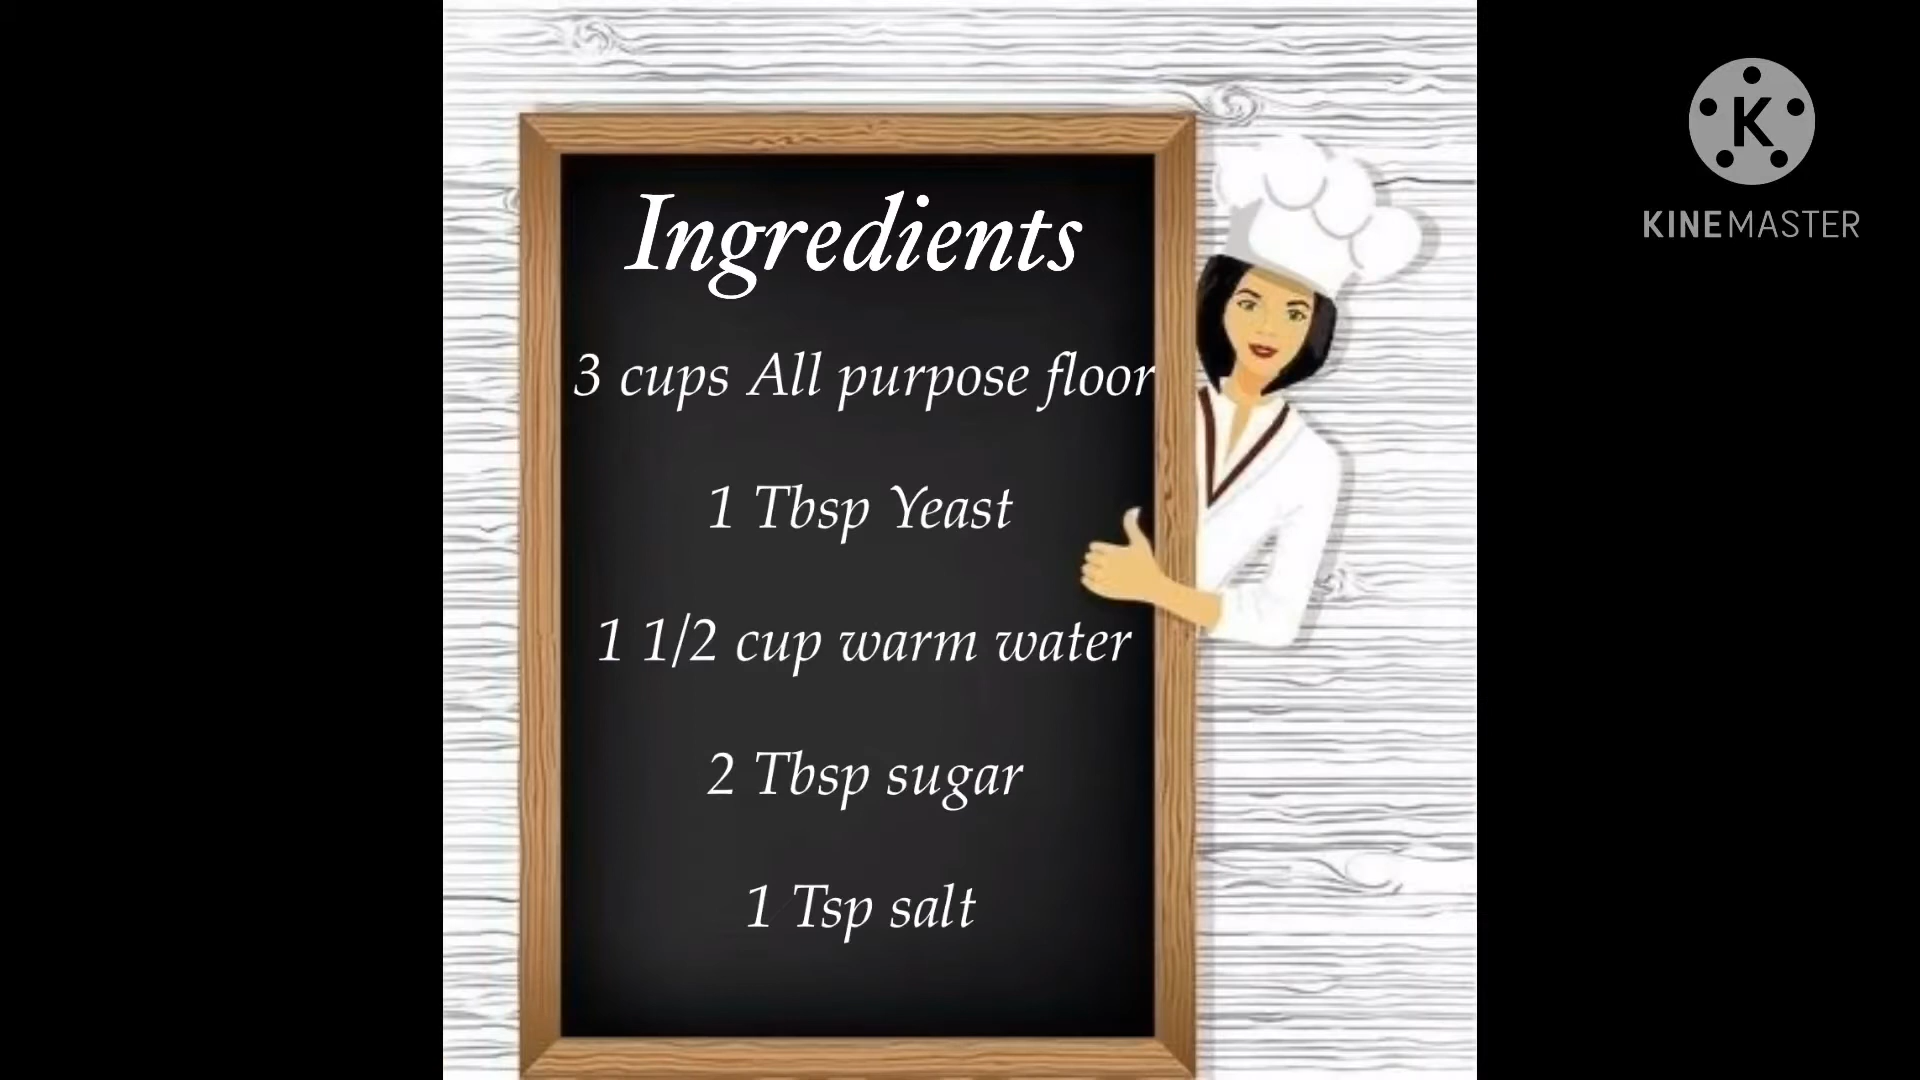 Ingredients
3 cups All purpose floor
1 Tbsp Yeast
1 1/2 cup warm water
2 Tbsp sugar
1 Tsp salt
K
KINEMASTER